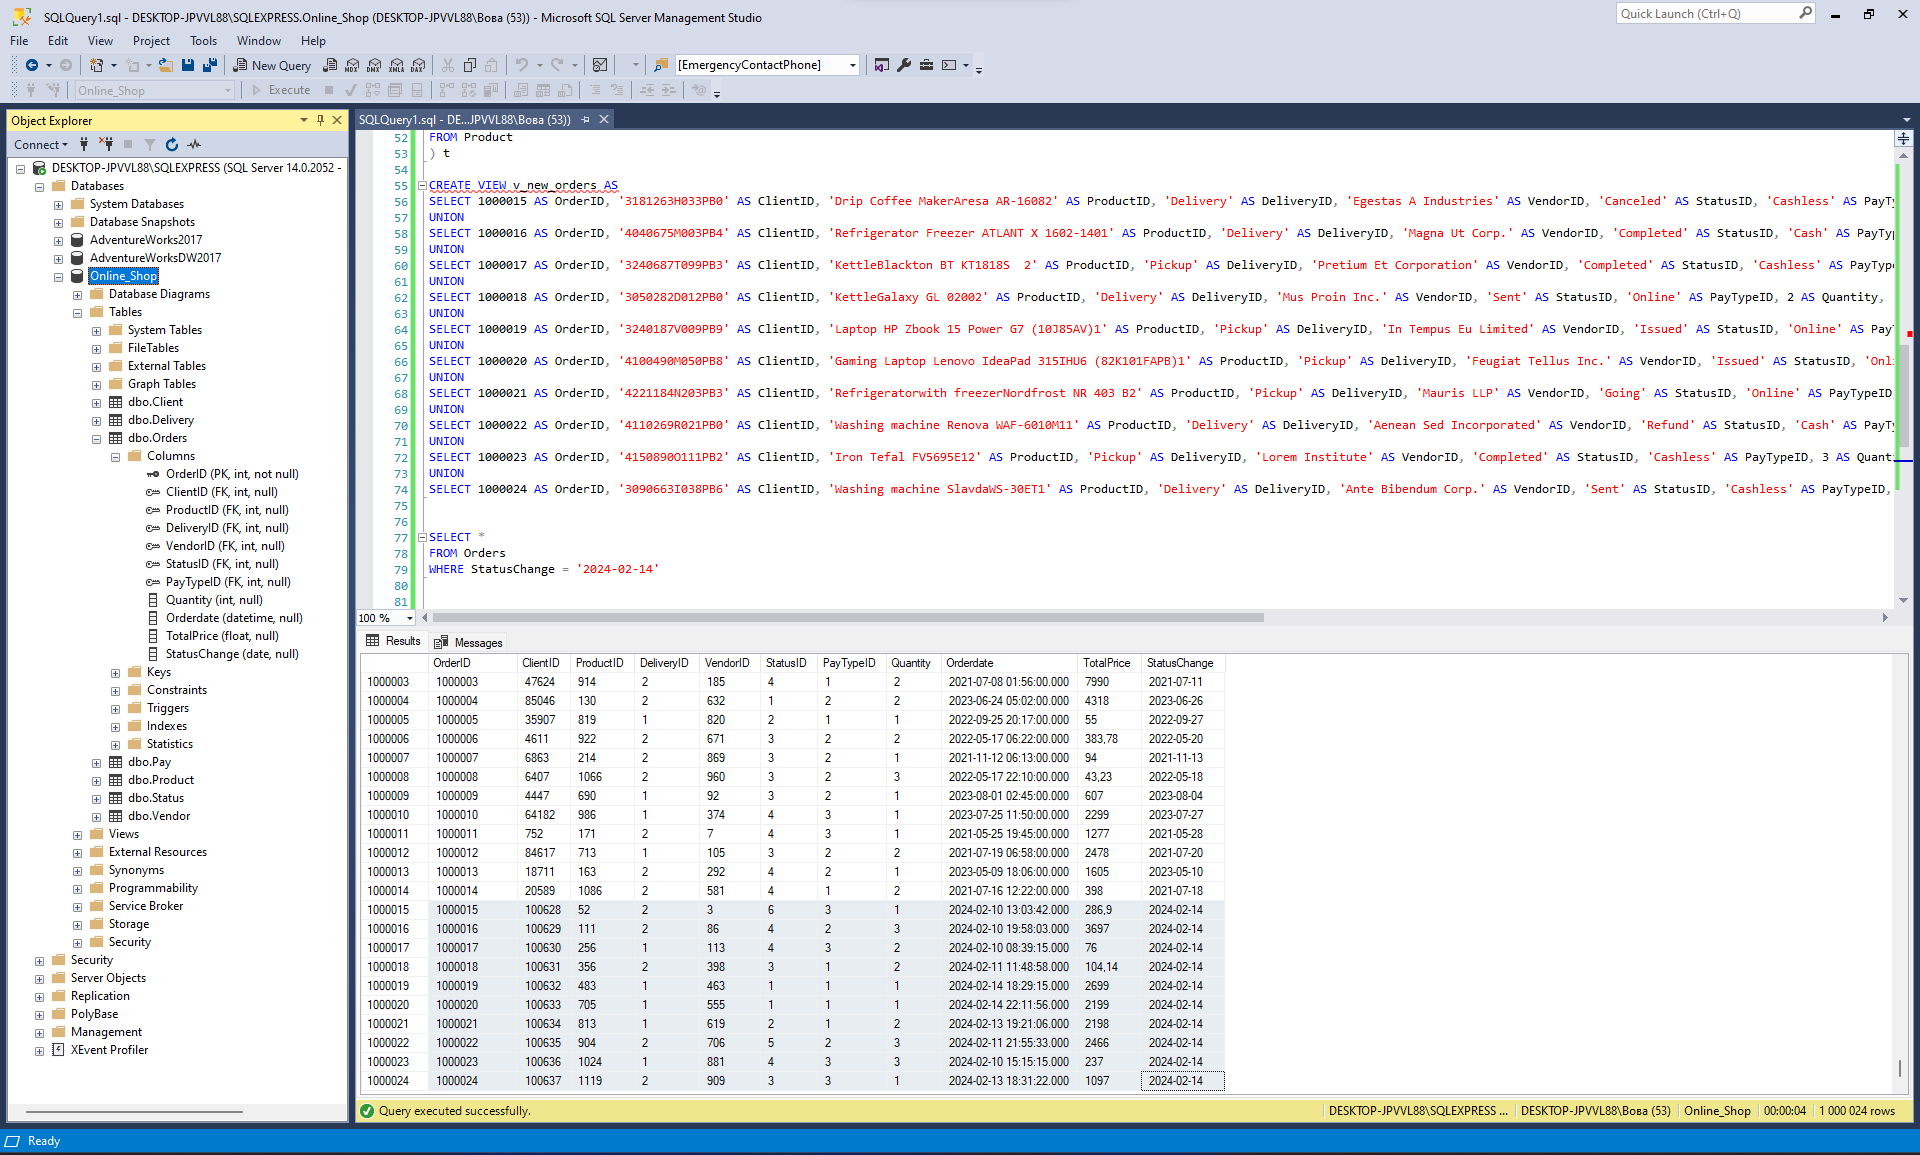 SQLQuery1.sql - DESKTOP-JPVVL88\SQLEXPRESS.Online_Shop (DESKTOP-JPVVL88\Вова (53)) - Microsoft SQL Server Management Studio
Quick Launch (Ctrl+Q)
File Edit View Project Tools Window Help
New Query MDX DMX XMLA DAX [EmergencyContactPhone]
Online_Shop Execute
Object Explorer
Connect
DESKTOP-JPVVL88\SQLEXPRESS (SQL Server 14.0.2052 -
Databases
System Databases
Database Snapshots
AdventureWorks2017
AdventureWorksDW2017
Online_Shop
Database Diagrams
Tables
System Tables
FileTables
External Tables
Graph Tables
dbo.Client
dbo.Delivery
dbo.Orders
Columns
OrderID (PK, int, not null)
ClientID (FK, int, null)
ProductID (FK, int, null)
DeliveryID (FK, int, null)
VendorID (FK, int, null)
StatusID (FK, int, null)
PayTypeID (FK, int, null)
Quantity (int, null)
Orderdate (datetime, null)
TotalPrice (float, null)
StatusChange (date, null)
Keys
Constraints
Triggers
Indexes
Statistics
dbo.Pay
dbo.Product
dbo.Status
dbo.Vendor
Views
External Resources
Synonyms
Programmability
Service Broker
Storage
Security
Security
Server Objects
Replication
PolyBase
Management
XEvent Profiler
SQLQuery1.sql - DE...JPVVL88\Вова (53))
52 FROM Product
53 ) t
54
55 CREATE VIEW v_new_orders AS
56 SELECT 1000015 AS OrderID, '3181263H033PB0' AS ClientID, 'Drip Coffee MakerAresa AR-16082' AS ProductID, 'Delivery' AS DeliveryID, 'Egestas A Industries' AS VendorID, 'Canceled' AS StatusID, 'Cashless' AS PayTy
57 UNION
58 SELECT 1000016 AS OrderID, '4040675M003PB4' AS ClientID, 'Refrigerator Freezer ATLANT X 1602-1401' AS ProductID, 'Delivery' AS DeliveryID, 'Magna Ut Corp.' AS VendorID, 'Completed' AS StatusID, 'Cash' AS PayTyp
59 UNION
60 SELECT 1000017 AS OrderID, '3240687T099PB3' AS ClientID, 'KettleBlackton BT KT1818S  2' AS ProductID, 'Pickup' AS DeliveryID, 'Pretium Et Corporation' AS VendorID, 'Completed' AS StatusID, 'Cashless' AS PayType
61 UNION
62 SELECT 1000018 AS OrderID, '3050282D012PB0' AS ClientID, 'KettleGalaxy GL 02002' AS ProductID, 'Delivery' AS DeliveryID, 'Mus Proin Inc.' AS VendorID, 'Sent' AS StatusID, 'Online' AS PayTypeID, 2 AS Quantity,
63 UNION
64 SELECT 1000019 AS OrderID, '3240187V009PB9' AS ClientID, 'Laptop HP Zbook 15 Power G7 (10J85AV)1' AS ProductID, 'Pickup' AS DeliveryID, 'In Tempus Eu Limited' AS VendorID, 'Issued' AS StatusID, 'Online' AS PayT
65 UNION
66 SELECT 1000020 AS OrderID, '4100490M050PB8' AS ClientID, 'Gaming Laptop Lenovo IdeaPad 315IHU6 (82K101FAPB)1' AS ProductID, 'Pickup' AS DeliveryID, 'Feugiat Tellus Inc.' AS VendorID, 'Issued' AS StatusID, 'Onl
67 UNION
68 SELECT 1000021 AS OrderID, '4221184N203PB3' AS ClientID, 'Refrigeratorwith freezerNordfrost NR 403 B2' AS ProductID, 'Pickup' AS DeliveryID, 'Mauris LLP' AS VendorID, 'Going' AS StatusID, 'Online' AS PayTypeID
69 UNION
70 SELECT 1000022 AS OrderID, '4110269R021PB0' AS ClientID, 'Washing machine Renova WAF-6010M11' AS ProductID, 'Delivery' AS DeliveryID, 'Aenean Sed Incorporated' AS VendorID, 'Refund' AS StatusID, 'Cash' AS PayT
71 UNION
72 SELECT 1000023 AS OrderID, '4150890O111PB2' AS ClientID, 'Iron Tefal FV5695E12' AS ProductID, 'Pickup' AS DeliveryID, 'Lorem Institute' AS VendorID, 'Completed' AS StatusID, 'Cashless' AS PayTypeID, 3 AS Quant
73 UNION
74 SELECT 1000024 AS OrderID, '3090663I038PB6' AS ClientID, 'Washing machine SlavdaWS-30ET1' AS ProductID, 'Delivery' AS DeliveryID, 'Ante Bibendum Corp.' AS VendorID, 'Sent' AS StatusID, 'Cashless' AS PayTypeID,
75
76
77 SELECT *
78 FROM Orders
79 WHERE StatusChange = '2024-02-14'
80
81
100 %
Results Messages
OrderID ClientID ProductID DeliveryID VendorID StatusID PayTypeID Quantity Orderdate TotalPrice StatusChange
1000003 1000003 47624 914 2 185 4 1 2 2021-07-08 01:56:00.000 7990 2021-07-11
1000004 1000004 85046 130 2 632 1 2 2 2023-06-24 05:02:00.000 4318 2023-06-26
1000005 1000005 35907 819 1 820 2 1 1 2022-09-25 20:17:00.000 55 2022-09-27
1000006 1000006 4611 922 2 671 3 2 2 2022-05-17 06:22:00.000 383,78 2022-05-20
1000007 1000007 6863 214 2 869 3 2 1 2021-11-12 06:13:00.000 94 2021-11-13
1000008 1000008 6407 1066 2 960 3 2 3 2022-05-17 22:10:00.000 43,23 2022-05-18
1000009 1000009 4447 690 1 92 3 2 1 2023-08-01 02:45:00.000 607 2023-08-04
1000010 1000010 64182 986 1 374 4 3 1 2023-07-25 11:50:00.000 2299 2023-07-27
1000011 1000011 752 171 2 7 4 3 1 2021-05-25 19:45:00.000 1277 2021-05-28
1000012 1000012 84617 713 1 105 3 2 2 2021-07-19 06:58:00.000 2478 2021-07-20
1000013 1000013 18711 163 2 292 4 2 1 2023-05-09 18:06:00.000 1605 2023-05-10
1000014 1000014 20589 1086 2 581 4 1 2 2021-07-16 12:22:00.000 398 2021-07-18
1000015 1000015 100628 52 2 3 6 3 1 2024-02-10 13:03:42.000 286,9 2024-02-14
1000016 1000016 100629 111 2 86 4 2 3 2024-02-10 19:58:03.000 3697 2024-02-14
1000017 1000017 100630 256 1 113 4 3 2 2024-02-10 08:39:15.000 76 2024-02-14
1000018 1000018 100631 356 2 398 3 1 2 2024-02-11 11:48:58.000 104,14 2024-02-14
1000019 1000019 100632 483 1 463 1 1 1 2024-02-14 18:29:15.000 2699 2024-02-14
1000020 1000020 100633 705 1 555 1 1 1 2024-02-14 22:11:56.000 2199 2024-02-14
1000021 1000021 100634 813 1 619 2 1 2 2024-02-13 19:21:06.000 2198 2024-02-14
1000022 1000022 100635 904 2 706 5 2 3 2024-02-11 21:55:33.000 2466 2024-02-14
1000023 1000023 100636 1024 1 881 4 3 3 2024-02-10 15:15:15.000 237 2024-02-14
1000024 1000024 100637 1119 2 909 3 3 1 2024-02-13 18:31:22.000 1097 2024-02-14
Query executed successfully. DESKTOP-JPVVL88\SQLEXPRESS ... DESKTOP-JPVVL88\Вова (53) Online_Shop 00:00:04 1 000 024 rows
Ready